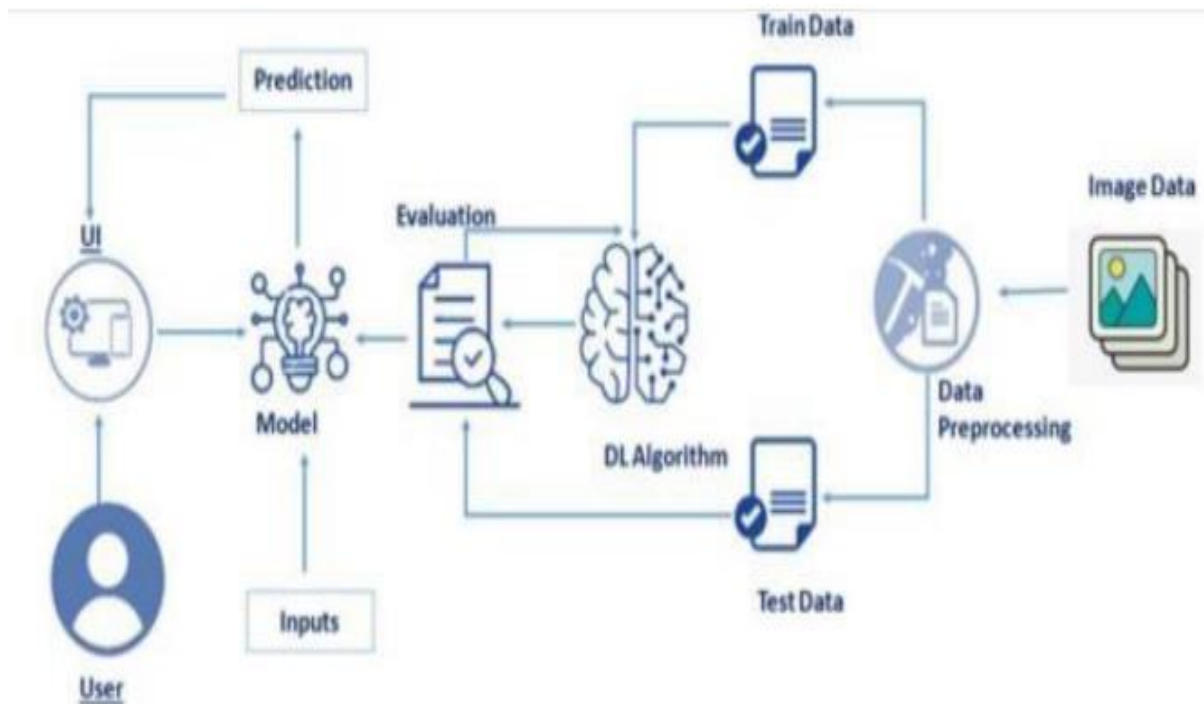 Train Data
Prediction
Image Data
Evaluation
UI
Data
Preprocessing
Model
DL Algorithm
Test Data
Inputs
User